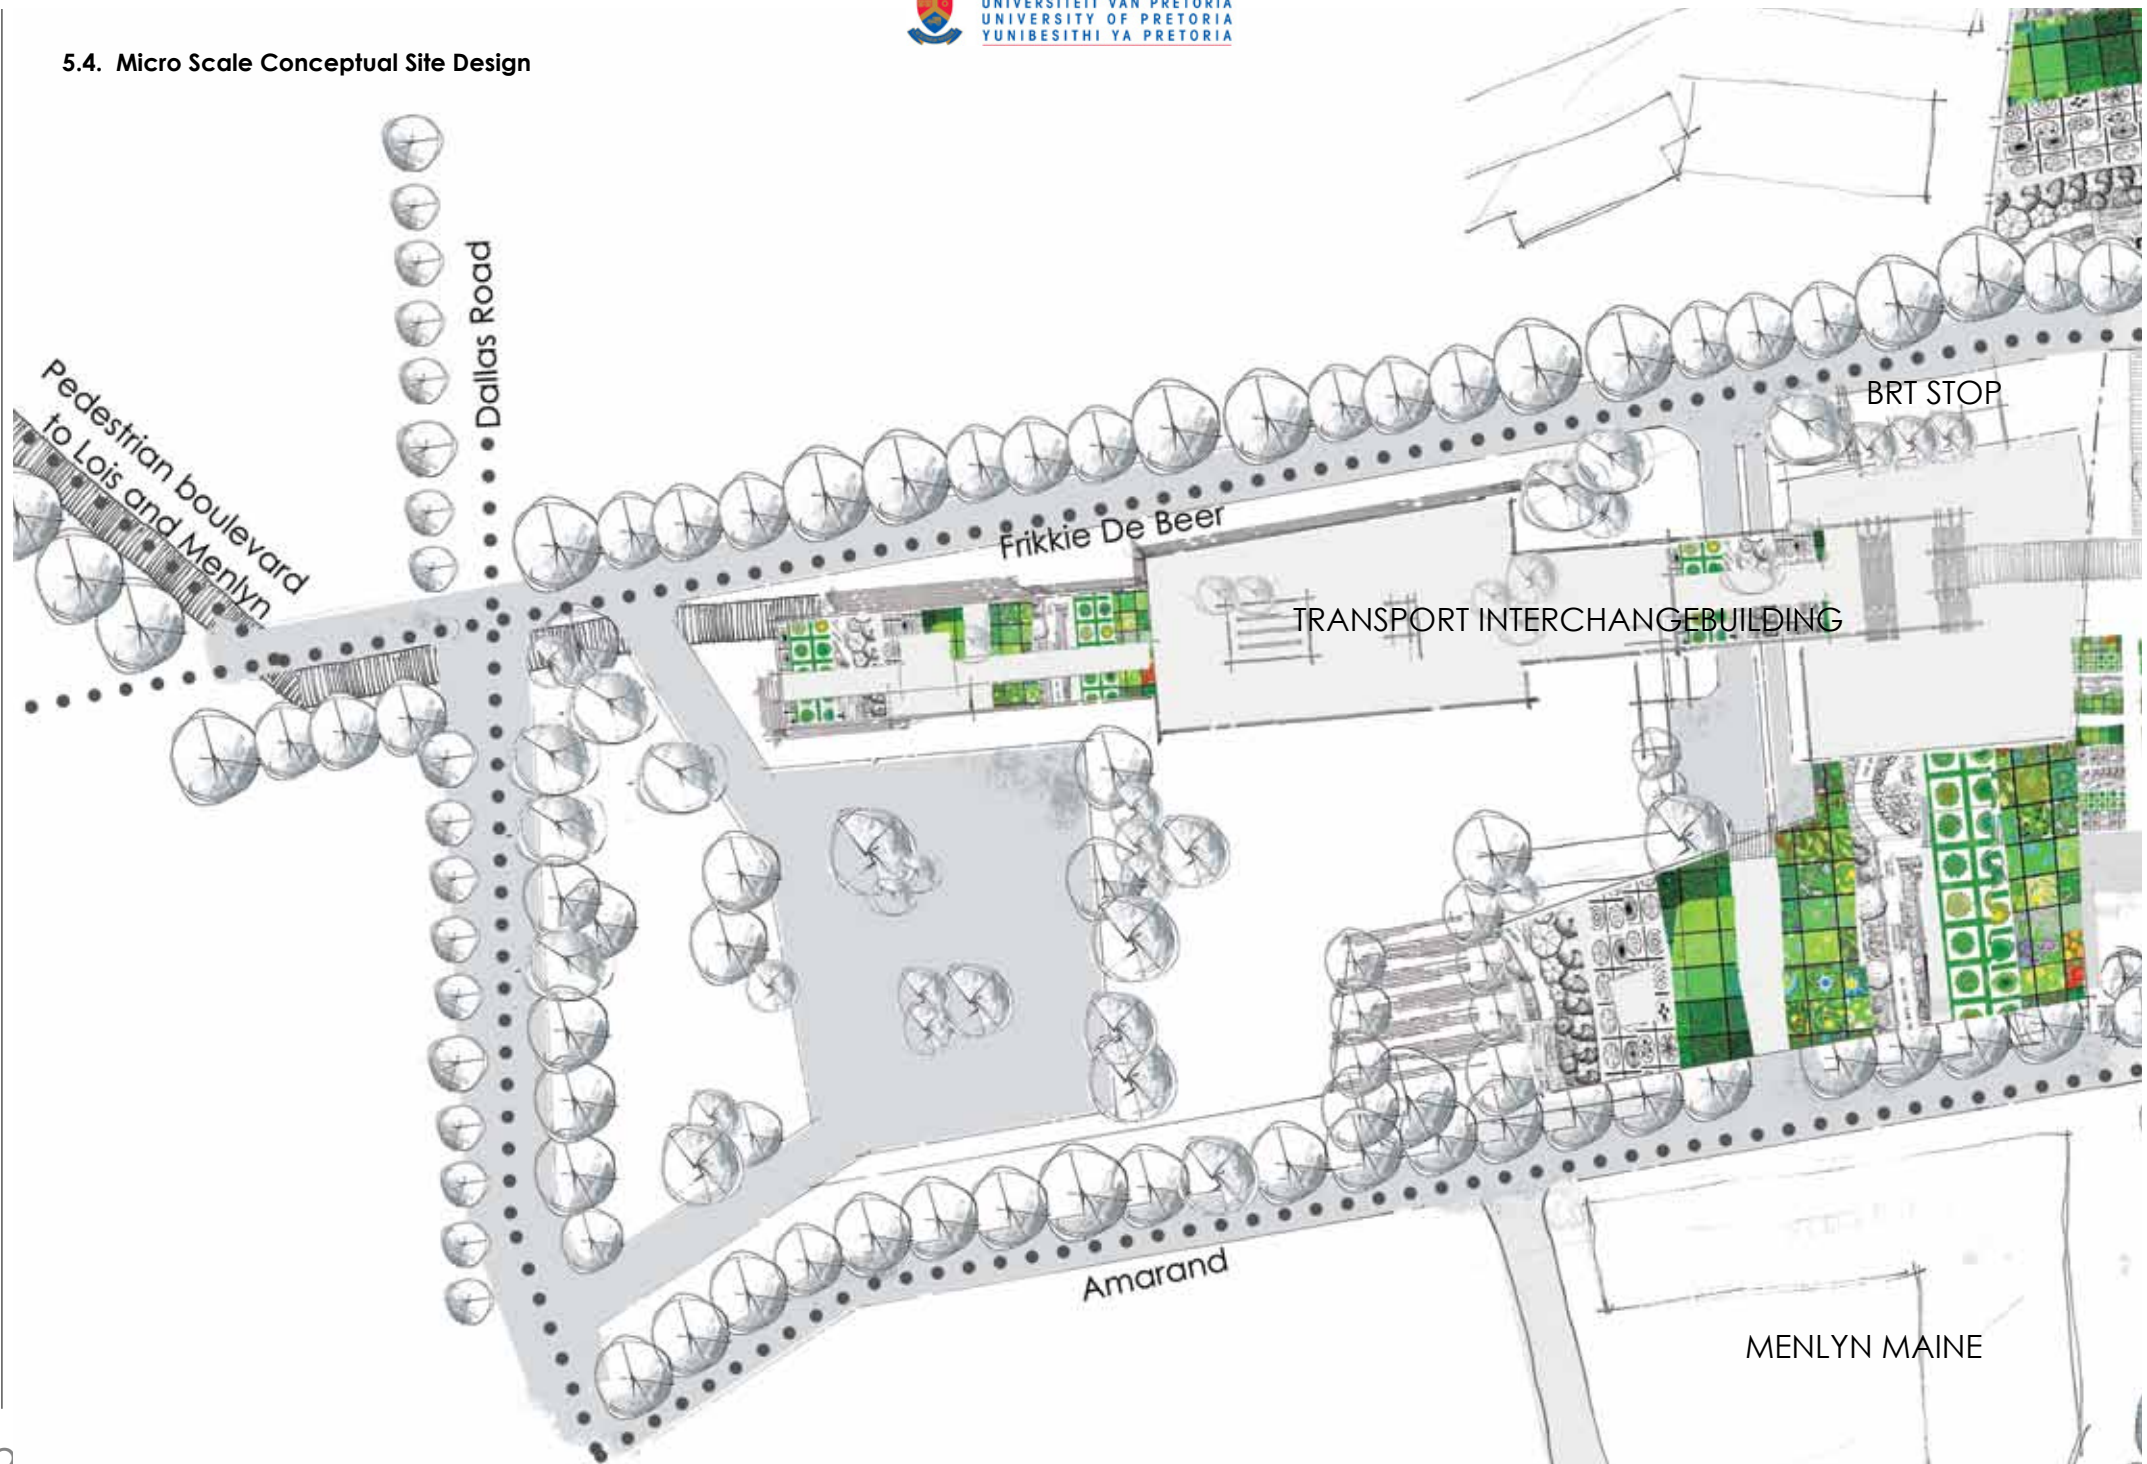 UNIVERSITEIT VAN PRETORIA
UNIVERSITY OF PRETORIA
YUNIBESITHI YA PRETORIA
5.4. Micro Scale Conceptual Site Design
Dallas Road
Pedestrian boulevard
to Lois and Menlyn
BRT STOP
Frikkie De Beer
TRANSPORT INTERCHANGEBUILDING
Amarand
MENLYN MAINE